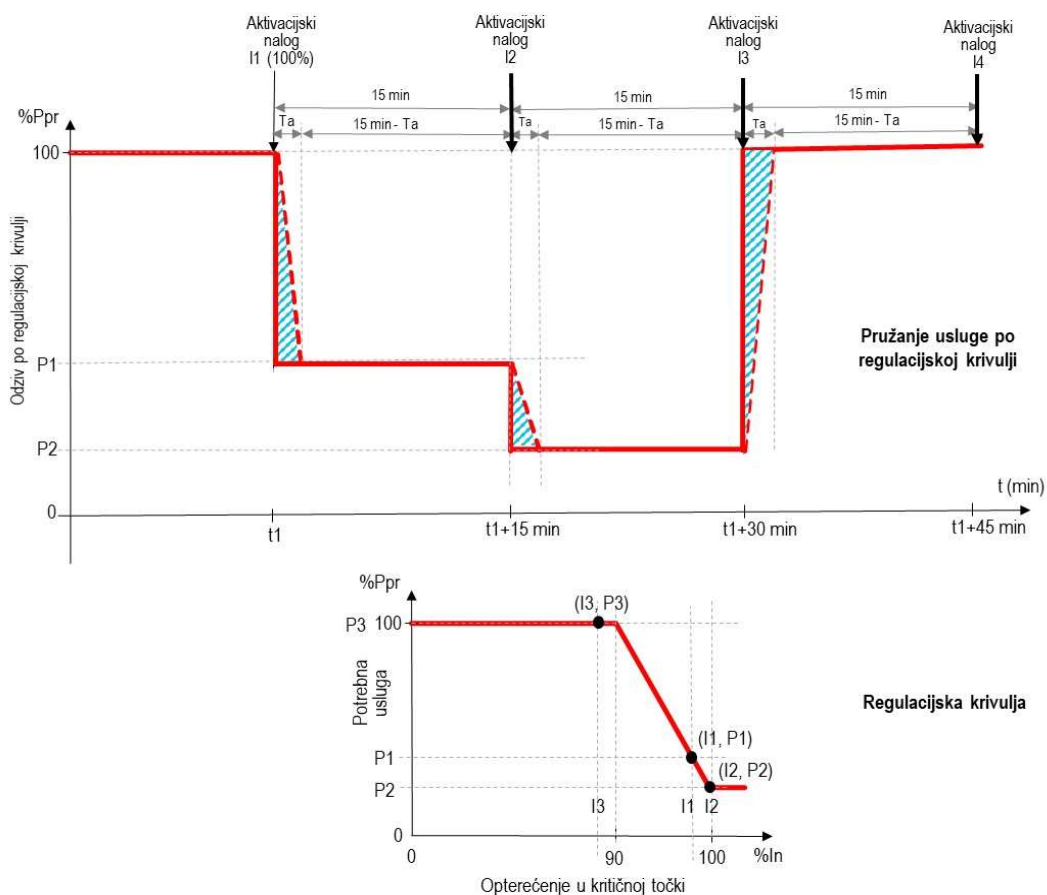 Aktivacijski
nalog
I1 (100%)
Aktivacijski
nalog
I2
Aktivacijski
nalog
I3
Aktivacijski
nalog
I4
15 min
15 min
15 min
Ta
15 min - Ta
Ta
15 min - Ta
Ta
15 min - Ta
%Ppr
100
Odziv po regulacijskoj krivulji
P1
P2
0
Pružanje usluge po
regulacijskoj krivulji
t (min)
t1
t1+15 min
t1+30 min
t1+45 min
%Ppr
(I3, P3)
P3
100
Potrebna
usluga
Regulacijska krivulja
P1
(I1, P1)
(I2, P2)
P2
I3
I1
I2
0
0
90
100
%In
Opterećenje u kritičnoj točki